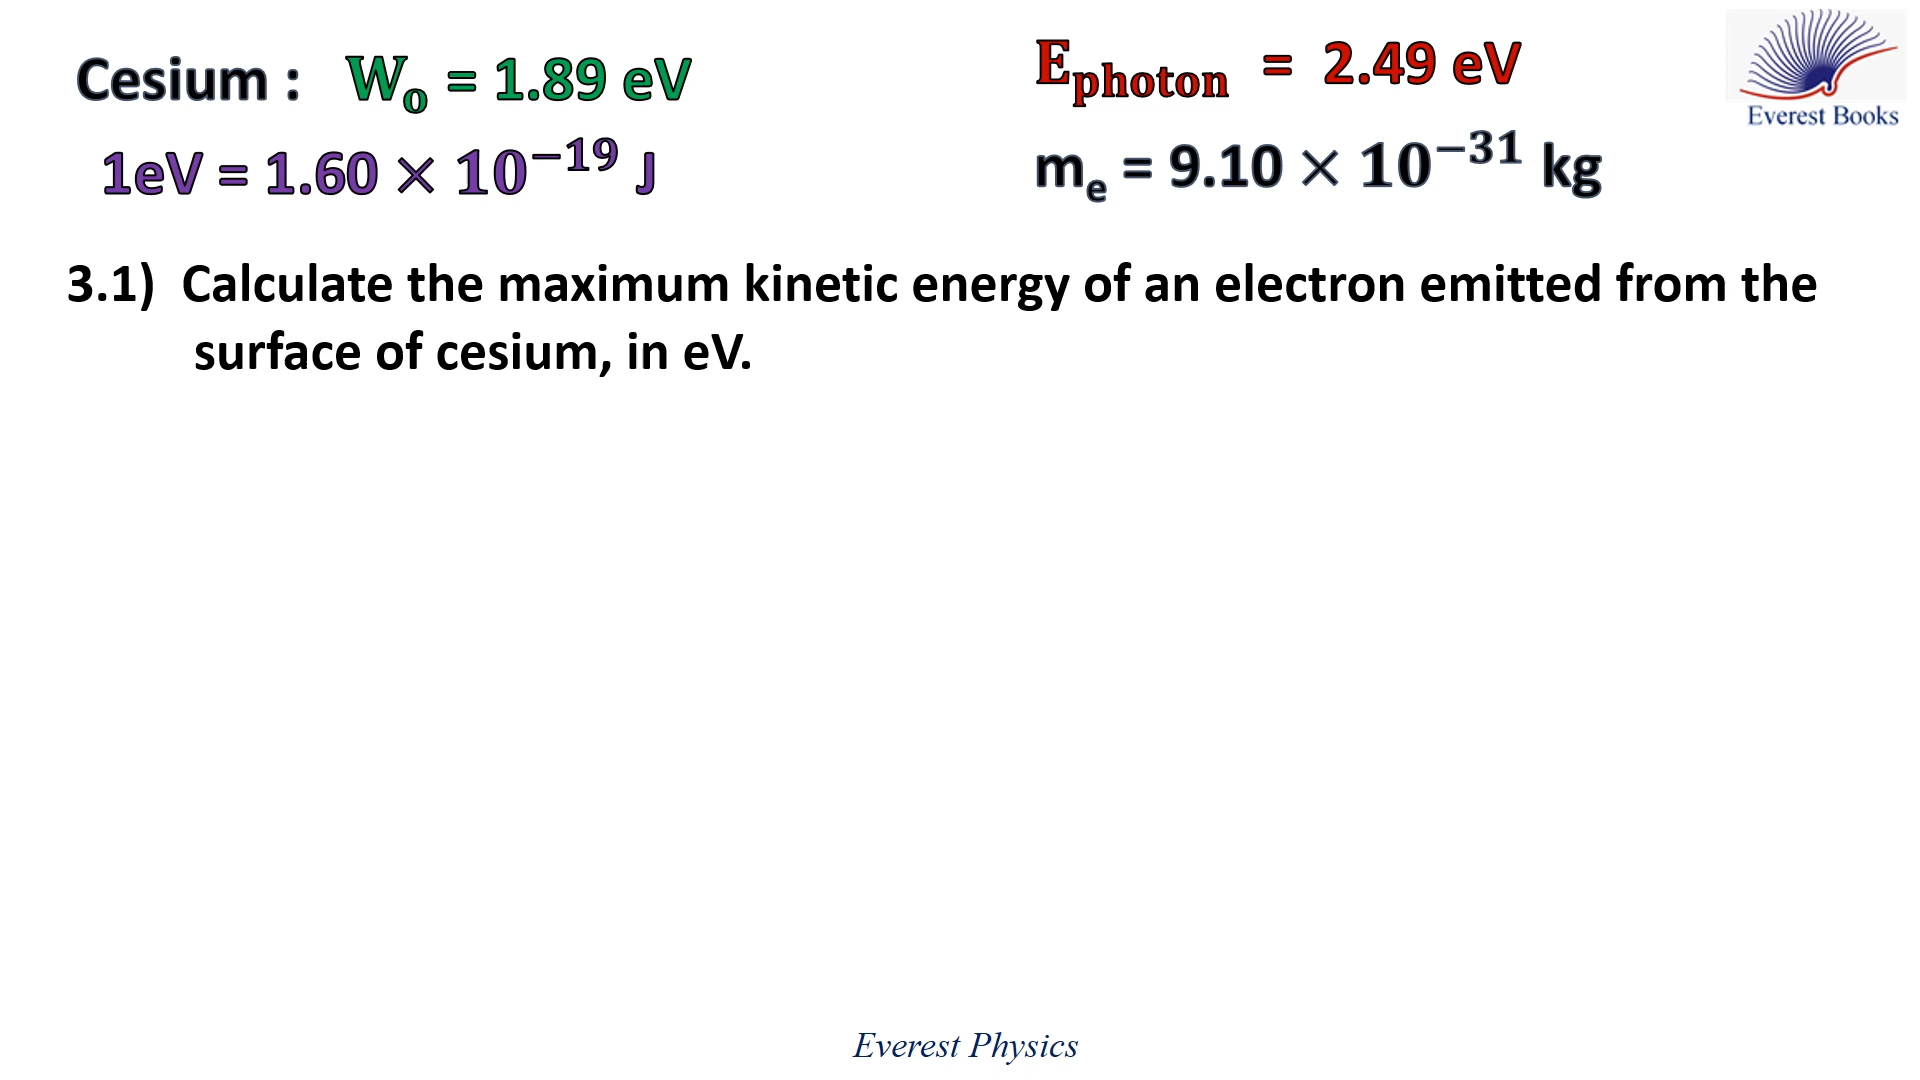 Cesium : Wₒ = 1.89 eV
E_photon = 2.49 eV
Everest Books
1eV = 1.60 × 10⁻¹⁹ J
mₑ = 9.10 × 10⁻³¹ kg
3.1) Calculate the maximum kinetic energy of an electron emitted from the
surface of cesium, in eV.
Everest Physics